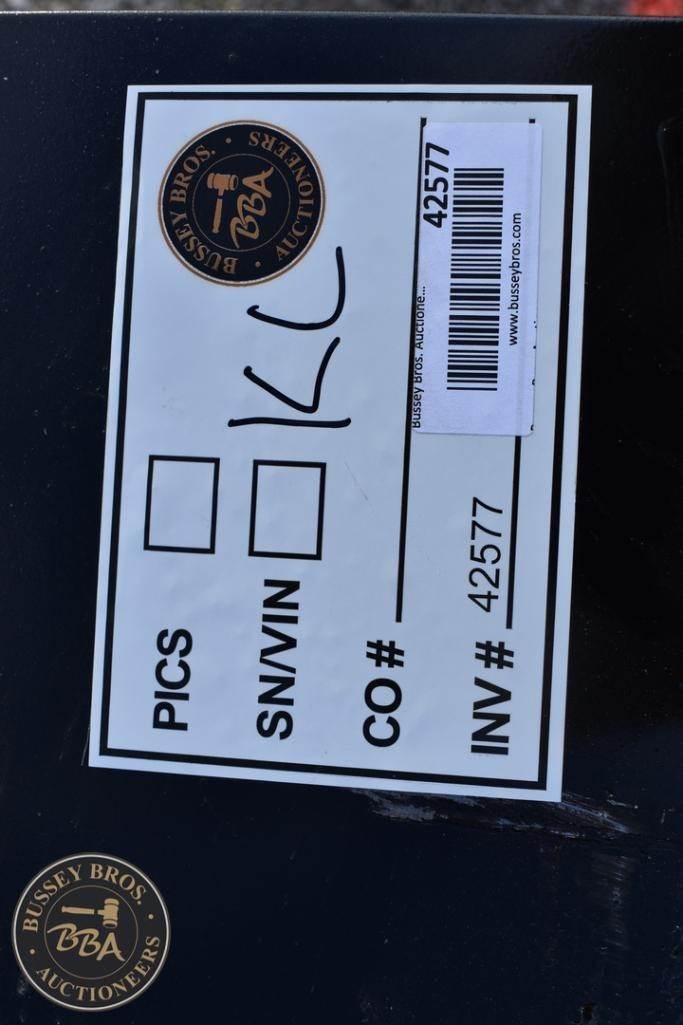 BUSSEY BROS. AUCTIONEERS
BBA
PICS
SN/VIN KL
CO #
INV # 42577
Bussey Bros. Auctione...
42577
www.busseybros.com
BUSSEY BROS. AUCTIONEERS
BBA